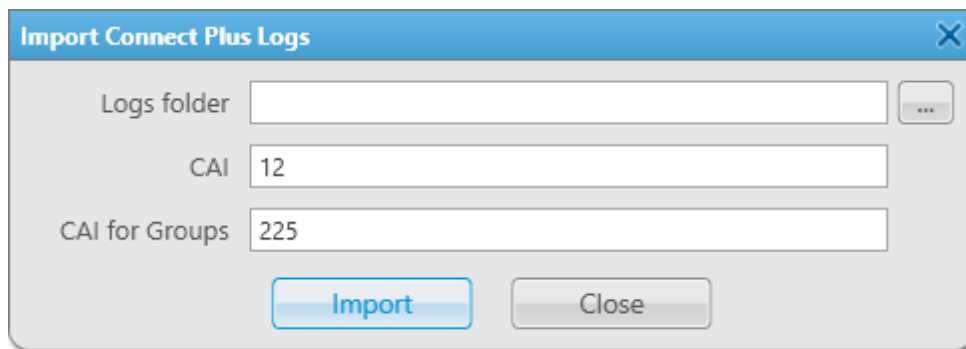 Import Connect Plus Logs
Logs folder ...
CAI 12
CAI for Groups 225
Import Close